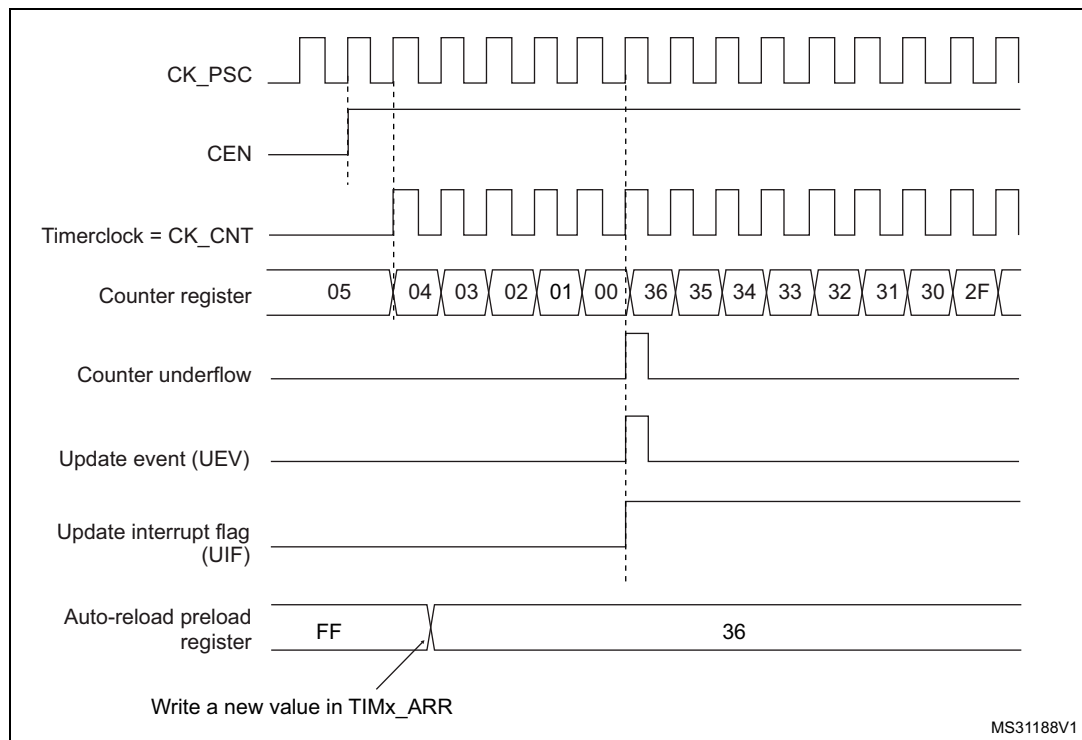 CK_PSC
CEN
Timerclock = CK_CNT
Counter register
05 04 03 02 01 00 36 35 34 33 32 31 30 2F
Counter underflow
Update event (UEV)
Update interrupt flag
(UIF)
Auto-reload preload
register
FF 36
Write a new value in TIMx_ARR
MS31188V1